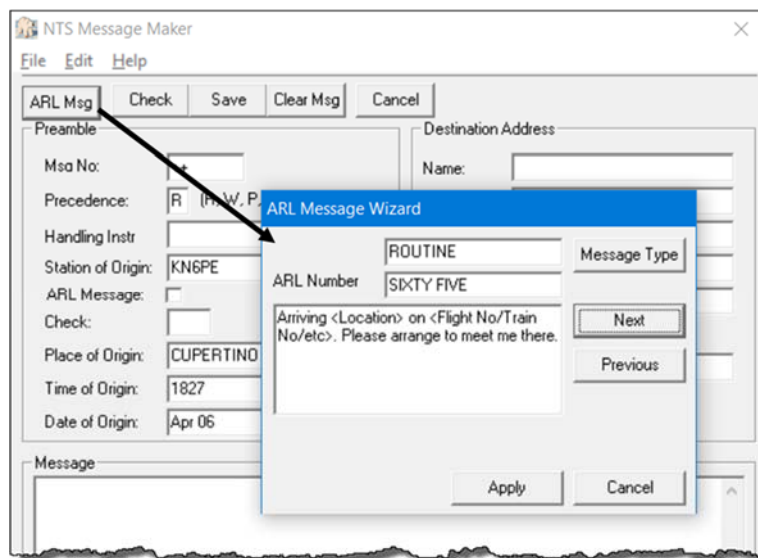 NTS Message Maker
File Edit Help
ARL Msg Check Save Clear Msg Cancel
Preamble
Destination Address
Msg No:
Name:
Precedence: R
Handling Instr
Station of Origin: KN6PE
ARL Message:
Check:
Place of Origin: CUPERTINO
Time of Origin: 1827
Date of Origin: Apr 06
Message
ARL Message Wizard
ROUTINE
Message Type
ARL Number SIXTY FIVE
Arriving <Location> on <Flight No/Train
No/etc>. Please arrange to meet me there.
Next
Previous
Apply Cancel